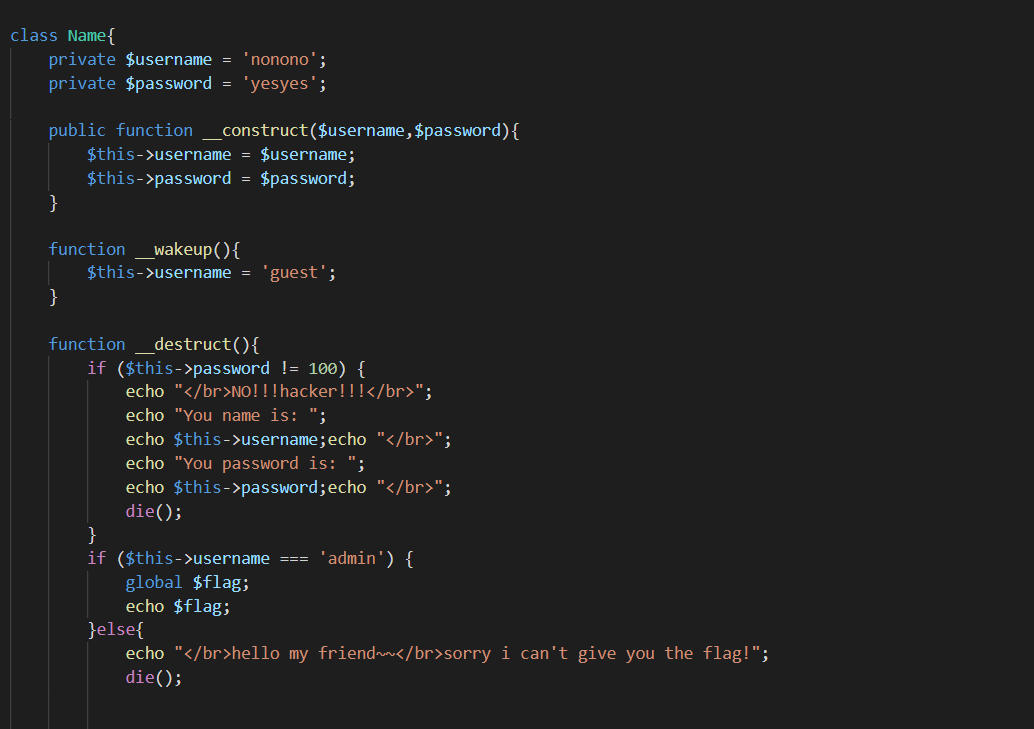 class Name{
    private $username = 'nonono';
    private $password = 'yesyes';

    public function __construct($username,$password){
        $this->username = $username;
        $this->password = $password;
    }

    function __wakeup(){
        $this->username = 'guest';
    }

    function __destruct(){
        if ($this->password != 100) {
            echo "</br>NO!!!hacker!!!</br>";
            echo "You name is: ";
            echo $this->username;echo "</br>";
            echo "You password is: ";
            echo $this->password;echo "</br>";
            die();
        }
        if ($this->username === 'admin') {
            global $flag;
            echo $flag;
        }else{
            echo "</br>hello my friend~~</br>sorry i can't give you the flag!";
            die();